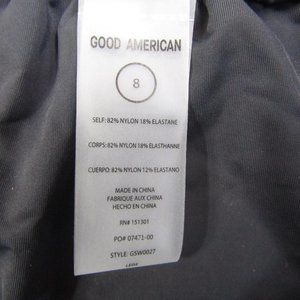 GOOD AMERICAN
8
SELF: 82% NYLON 18% ELASTANE
CORPS: 82% NYLON 18% ELASTHANNE
CUERPO: 82% NYLON 12% ELASTANO
MADE IN CHINA
FABRIQUE AUX CHINA
HECHO EN CHINA
RN# 151301
PO# 07471-00
STYLE: GSW0027